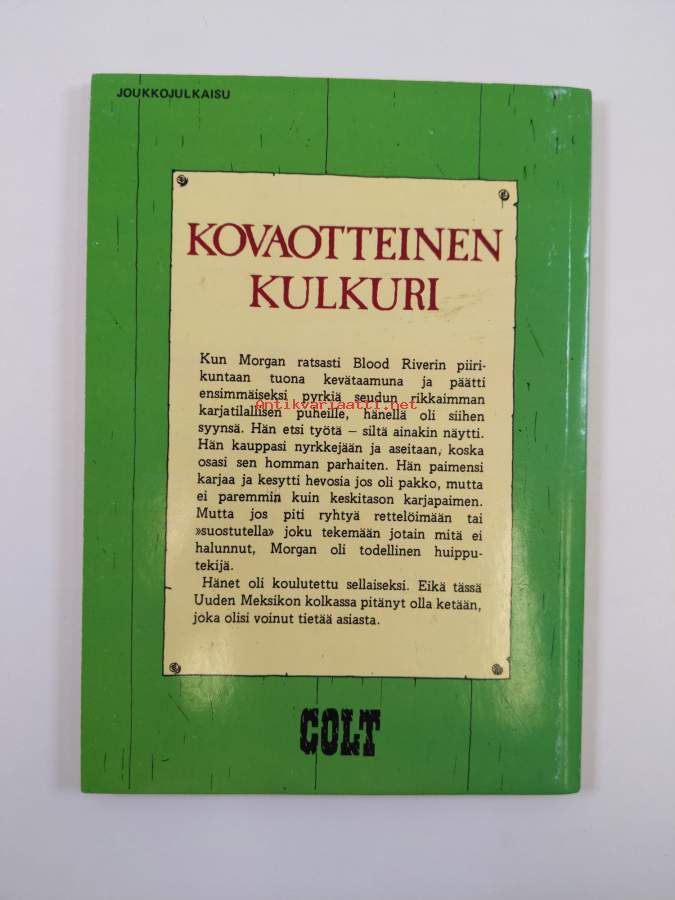 JOUKKOJULKAISU
KOVAOTTEINEN
KULKURI
Kun Morgan ratsasti Blood Riverin piiri-
kuntaan tuona kevätaamuna ja päätti
ensimmäiseksi pyrkiä seudun rikkaimman
Antikvariaatti.net
karjatilallisen puheille, hänellä oli siihen
syynsä. Hän etsi työtä – siltä ainakin näytti.
Hän kauppasi nyrkkejään ja aseitaan, koska
osasi sen homman parhaiten. Hän paimensi
karjaa ja kesytti hevosia jos oli pakko, mutta
ei paremmin kuin keskitason karjapaimen.
Mutta jos piti ryhtyä rettelöimään tai
»suostutella» joku tekemään jotain mitä ei
halunnut, Morgan oli todellinen huippu-
tekijä.
Hänet oli koulutettu sellaiseksi. Eikä tässä
Uuden Meksikon kolkassa pitänyt olla ketään,
joka olisi voinut tietää asiasta.
COLT